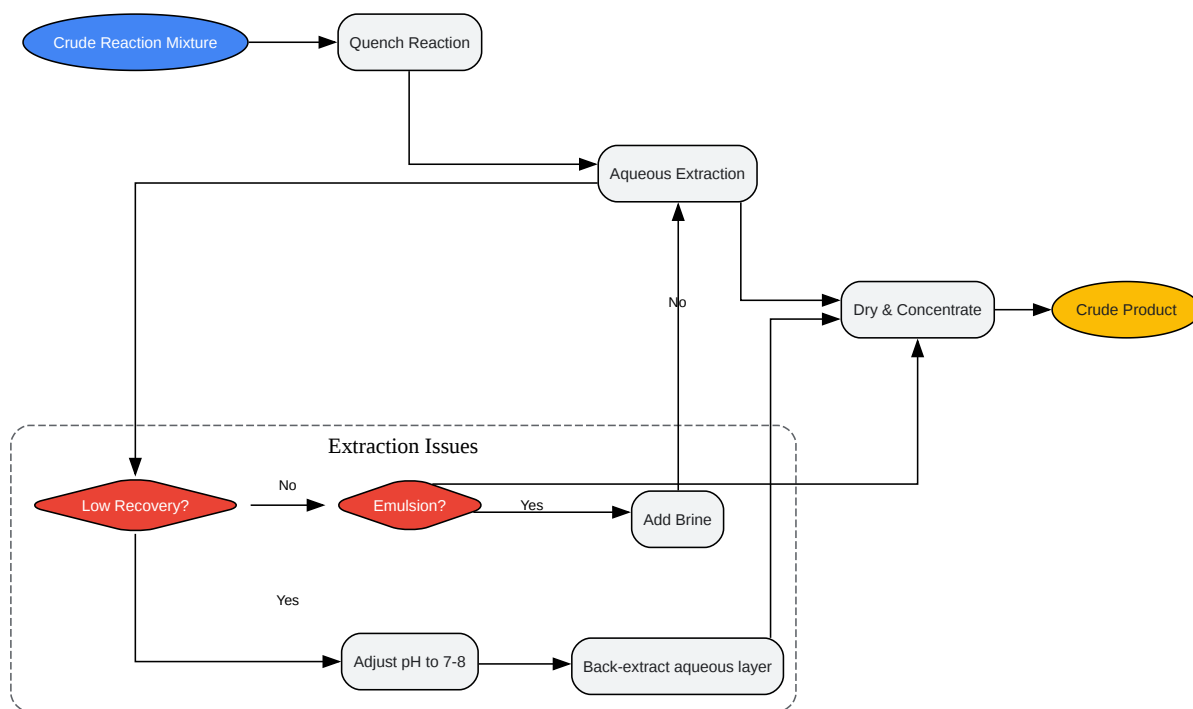 Crude Reaction Mixture
Quench Reaction
Aqueous Extraction
No
Dry & Concentrate
Crude Product
Extraction Issues
Low Recovery?
No
Emulsion?
Yes
Add Brine
Yes
Adjust pH to 7-8
Back-extract aqueous layer